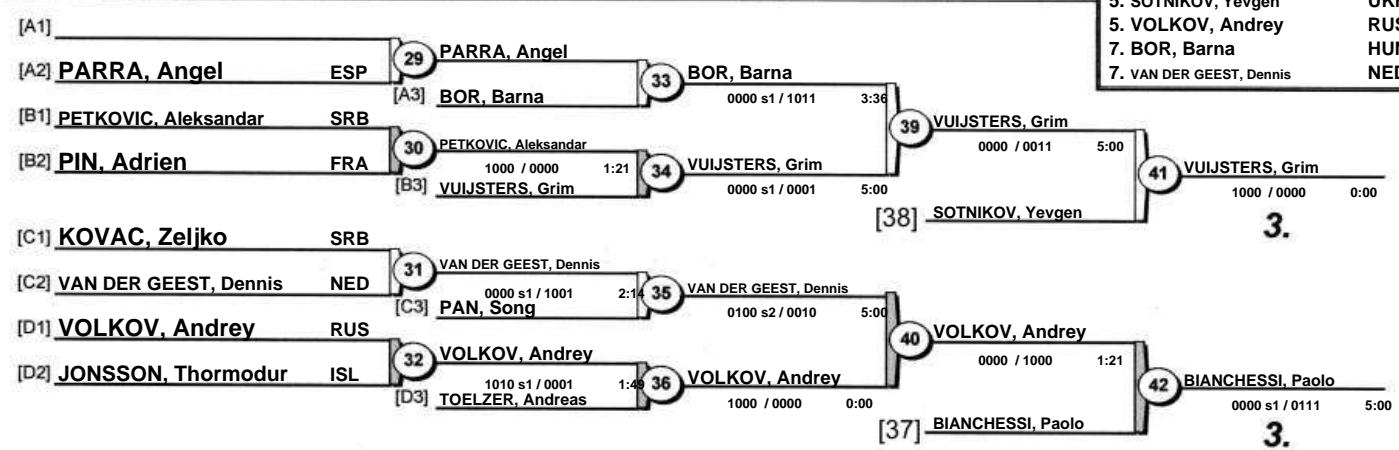 5. SOTNIKOV, Yevgen
5. VOLKOV, Andrey RUS
7. BOR, Barna HUN
7. VAN DER GEEST, Dennis NED
[A1]
[A2] PARRA, Angel ESP
29
PARRA, Angel
[A3] BOR, Barna
33
BOR, Barna
0000 s1 / 1011 3:36
[B1] PETKOVIC, Aleksandar SRB
[B2] PIN, Adrien FRA
30
PETKOVIC, Aleksandar
1000 / 0000 1:21
[B3] VUIJSTERS, Grim
34
VUIJSTERS, Grim
0000 s1 / 0001 5:00
39
VUIJSTERS, Grim
0000 / 0011 5:00
[38] SOTNIKOV, Yevgen
41
VUIJSTERS, Grim
1000 / 0000 0:00
3.
[C1] KOVAC, Zeljko SRB
[C2] VAN DER GEEST, Dennis NED
31
VAN DER GEEST, Dennis
0000 s1 / 1001 2:14
[C3] PAN, Song
35
VAN DER GEEST, Dennis
0100 s2 / 0010 5:00
[D1] VOLKOV, Andrey RUS
[D2] JONSSON, Thormodur ISL
32
VOLKOV, Andrey
1010 s1 / 0001 1:49
[D3] TOELZER, Andreas
36
VOLKOV, Andrey
1000 / 0000 0:00
40
VOLKOV, Andrey
0000 / 1000 1:21
[37] BIANCHESSI, Paolo
42
BIANCHESSI, Paolo
0000 s1 / 0111 5:00
3.